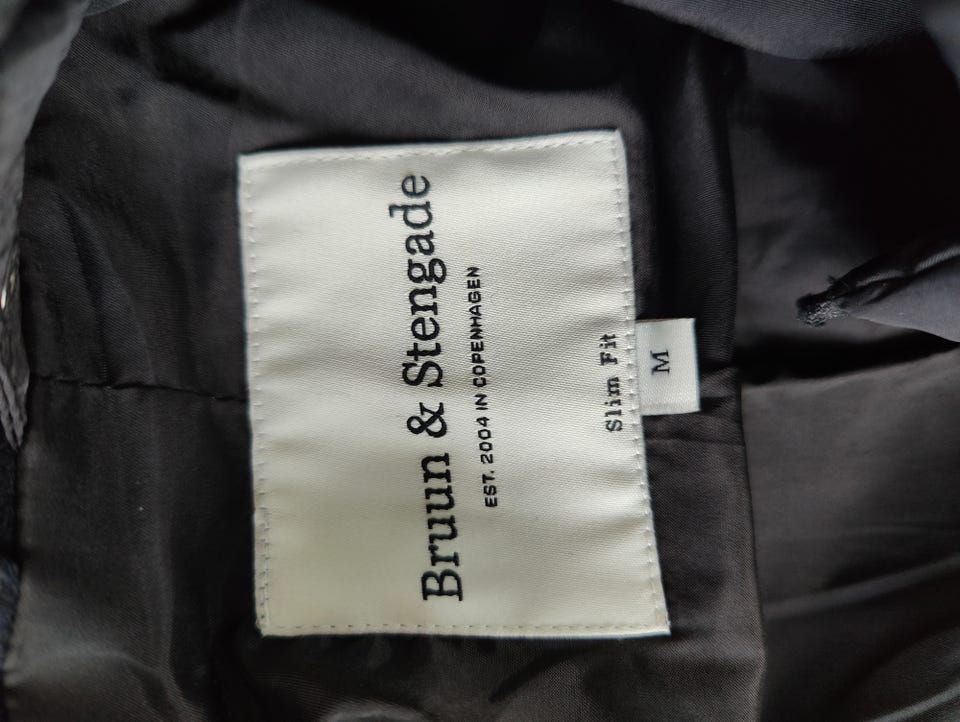 Bruun & Stengade
EST. 2004 IN COPENHAGEN
Slim Fit
M